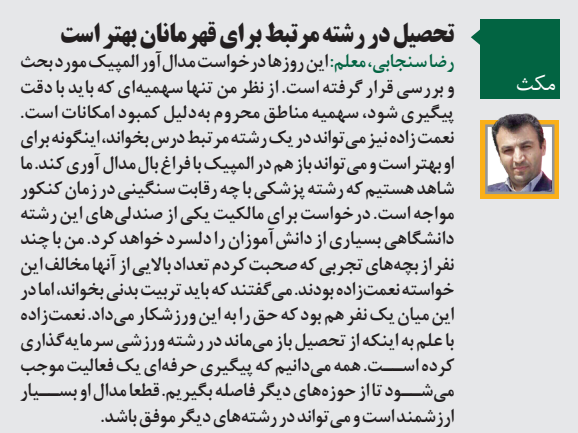 تحصیل در رشته مرتبط برای قهرمانان بهتر است
مکث
رضا سنجابی، معلم: این روزها درخواست مدال‌آور المپیک مورد بحث
و بررسی قرار گرفته است. از نظر من تنها سهمیه‌ای که باید با دقت
پیگیری شود، سهمیه مناطق محروم به‌دلیل کمبود امکانات است.
نعمت زاده نیز می‌تواند در یک رشته مرتبط درس بخواند، اینگونه برای
او بهتر است و می‌تواند باز هم در المپیک با فراغ بال مدال آوری کند. ما
شاهد هستیم که رشته پزشکی با چه رقابت سنگینی در زمان کنکور
مواجه است. درخواست برای مالکیت یکی از صندلی‌های این رشته
دانشگاهی بسیاری از دانش‌آموزان را دلسرد خواهد کرد. من با چند
نفر از بچه‌های تجربی که صحبت کردم تعداد بالایی از آنها مخالف این
خواسته نعمت‌زاده بودند. می‌گفتند که باید تربیت بدنی بخواند، اما در
این میان یک نفر هم بود که حق را به این ورزشکار می‌داد. نعمت‌زاده
با علم به اینکه از تحصیل باز می‌ماند در رشته ورزشی سرمایه‌گذاری
کرده اســـت. همه می‌دانیم که پیگیری حرفه‌ای یک فعالیت موجب
می‌شـــود تا از حوزه‌های دیگر فاصله بگیریم. قطعا مدال او بســـیار
ارزشمند است و می‌تواند در رشته‌های دیگر موفق باشد.